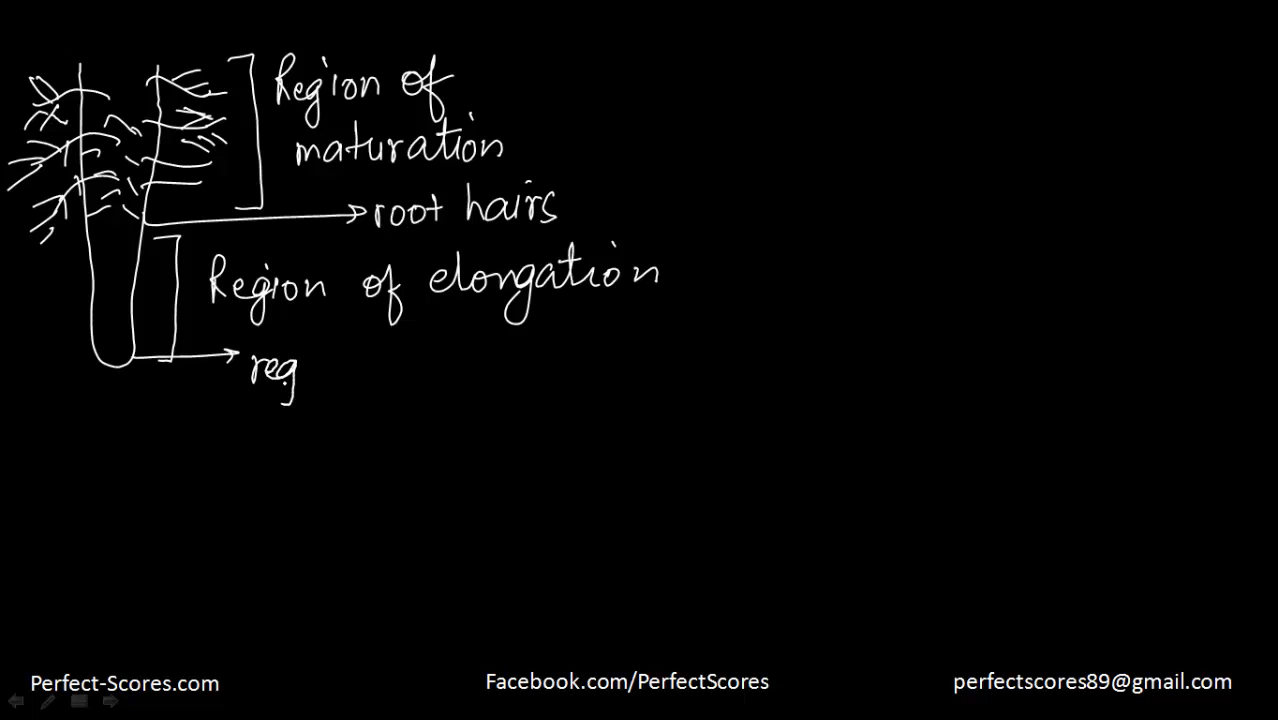 Region of
maturation
root hairs
Region of elongation
reg
Perfect-Scores.com
Facebook.com/PerfectScores
perfectscores89@gmail.com